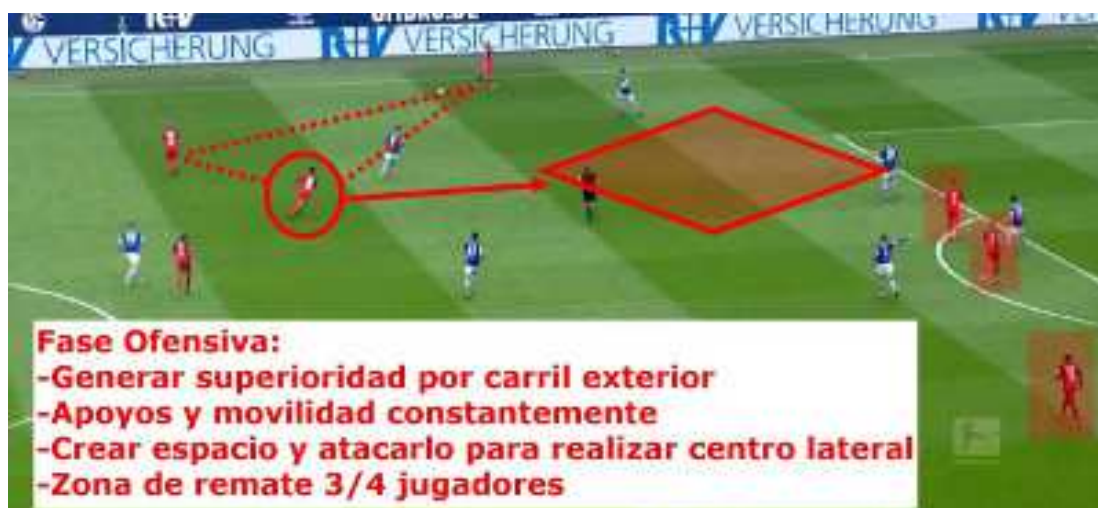 R+V
VERSICHERUNG R+V VERSICHERUNG R+V VERSICHERUNG
Fase Ofensiva:
-Generar superioridad por carril exterior
-Apoyos y movilidad constantemente
-Crear espacio y atacarlo para realizar centro lateral
-Zona de remate 3/4 jugadores